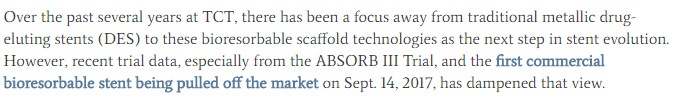 Over the past several years at TCT, there has been a focus away from traditional metallic drug-
eluting stents (DES) to these bioresorbable scaffold technologies as the next step in stent evolution.
However, recent trial data, especially from the ABSORB III Trial, and the first commercial
bioresorbable stent being pulled off the market on Sept. 14, 2017, has dampened that view.